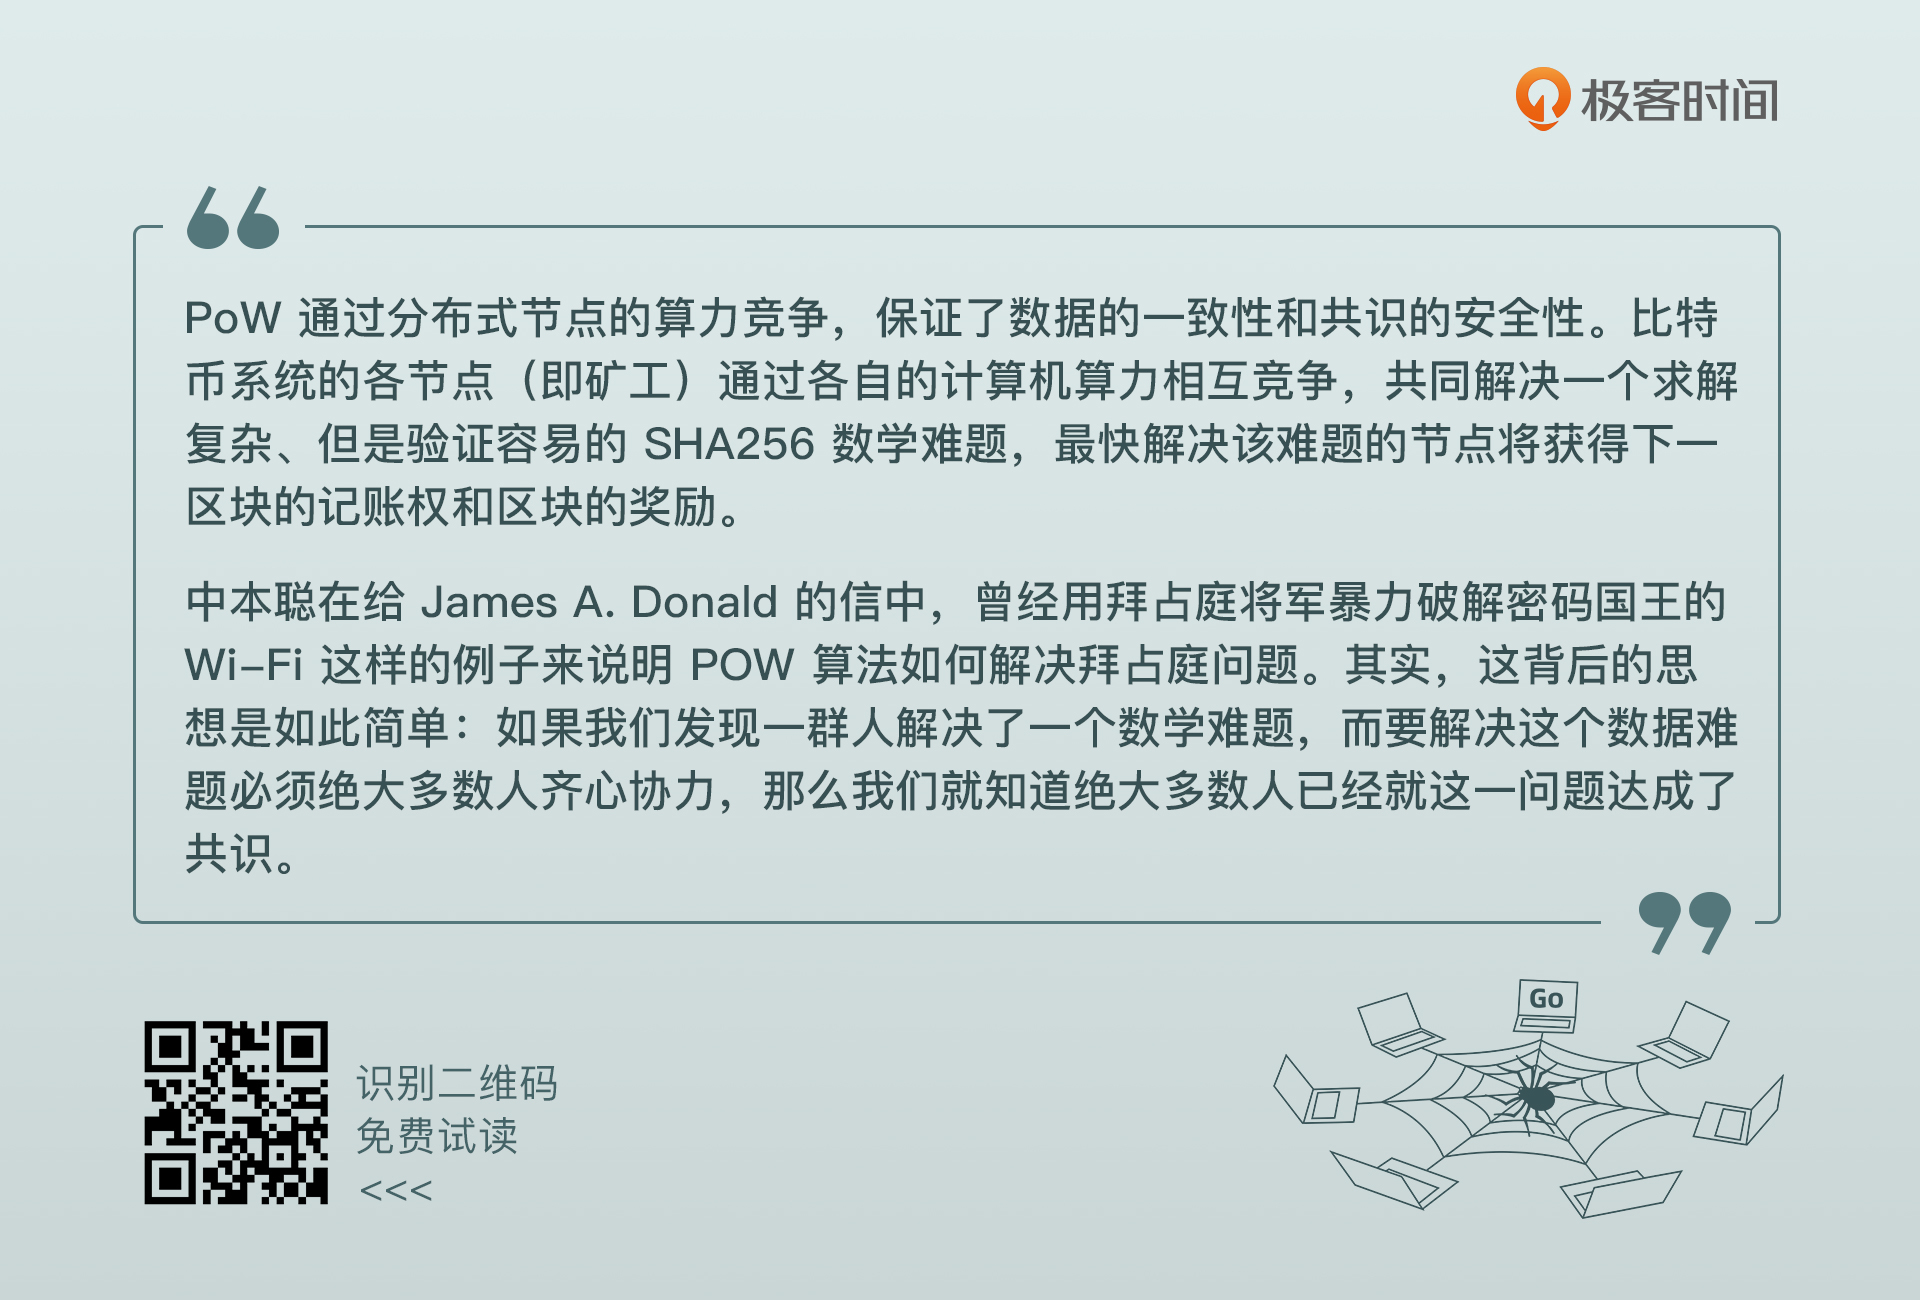 极客时间
PoW 通过分布式节点的算力竞争，保证了数据的一致性和共识的安全性。比特
币系统的各节点（即矿工）通过各自的计算机算力相互竞争，共同解决一个求解
复杂、但是验证容易的 SHA256 数学难题，最快解决该难题的节点将获得下一
区块的记账权和区块的奖励。
中本聪在给 James A. Donald 的信中，曾经用拜占庭将军暴力破解密码国王的
Wi–Fi 这样的例子来说明 POW 算法如何解决拜占庭问题。其实，这背后的思
想是如此简单：如果我们发现一群人解决了一个数学难题，而要解决这个数据难
题必须绝大多数人齐心协力，那么我们就知道绝大多数人已经就这一问题达成了
共识。
Go
识别二维码
免费试读
<<<